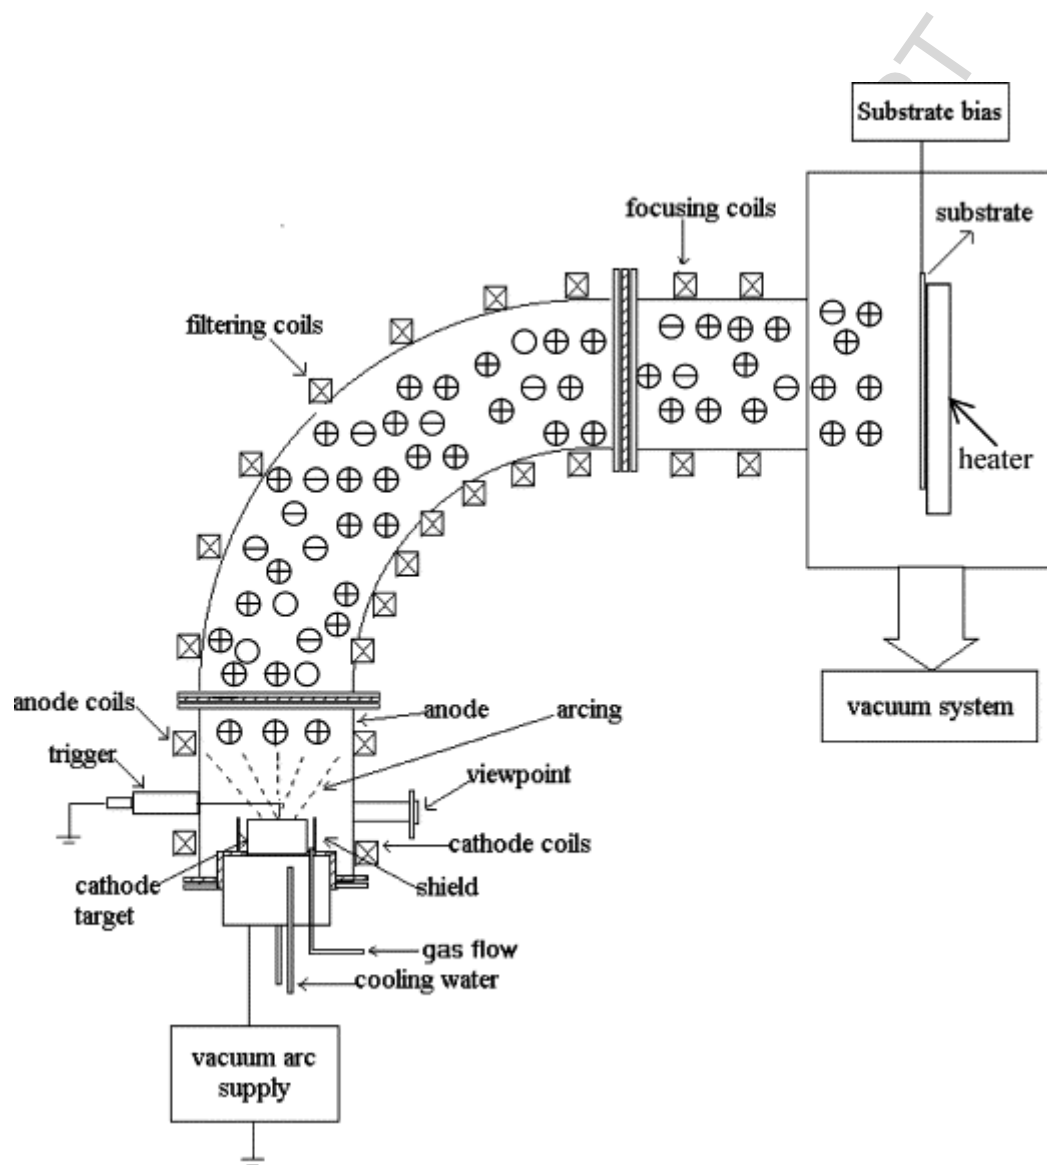 Substrate bias
focusing coils
substrate
filtering coils
heater
anode coils
anode
arcing
vacuum system
trigger
viewpoint
cathode coils
cathode
target
shield
gas flow
cooling water
vacuum arc
supply